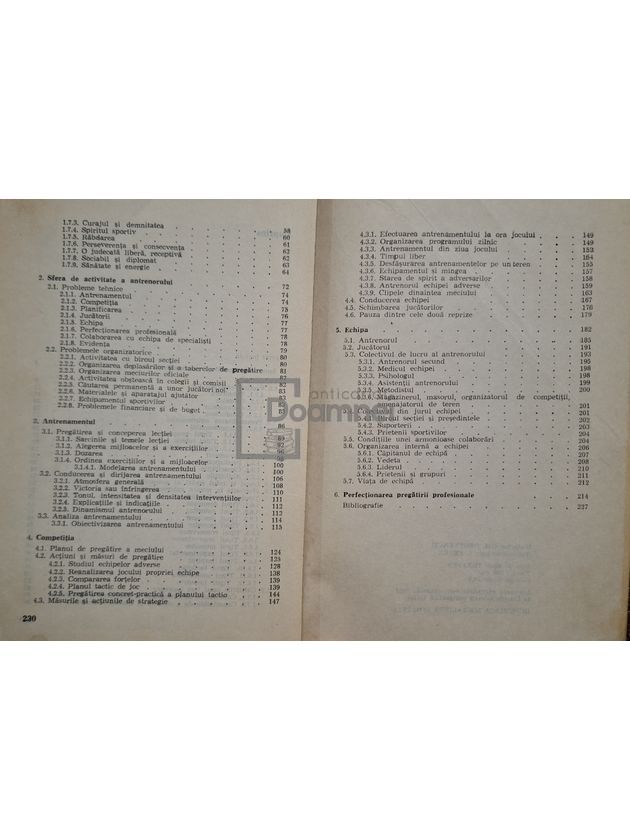 1.7.3. Curajul și demnitatea
1.7.4. Spiritul sportiv 58
1.7.5. Răbdarea 60
1.7.6. Perseverența și consecvența 61
1.7.7. O judecată liberă, receptivă 62
1.7.8. Sociabil și diplomat 63
1.7.9. Sănătate și energie 64
2. Sfera de activitate a antrenorului 72
2.1. Probleme tehnice 74
2.1.1. Antrenamentul 74
2.1.2. Competiția 75
2.1.3. Planificarea 76
2.1.4. Jucătorii 76
2.1.5. Echipa 77
2.1.6. Perfecționarea profesională 77
2.1.7. Colaborarea cu echipa de specialiști 78
2.1.8. Evidența 79
2.2. Problemele organizatorice 80
2.2.1. Activitatea cu biroul secției 80
2.2.2. Organizarea deplasărilor și a taberelor de pregătire 81
2.2.3. Organizarea meciurilor oficiale
2.2.4. Activitatea obștească în colegii și comisii
2.2.5. Căutarea permanentă a unor jucători noi
2.2.6. Materialele și aparatajul ajutător
2.2.7. Echipamentul sportivilor
2.2.8. Problemele financiare și de buget
3. Antrenamentul 86
3.1. Pregătirea și conceperea lecției 89
3.1.1. Sarcinile și temele lecției 92
3.1.2. Alegerea mijloacelor și a exercițiilor 96
3.1.3. Dozarea
3.1.4. Ordinea exercițiilor și a mijloacelor 100
3.1.4.1. Modelarea antrenamentului 100
3.2. Conducerea și dirijarea antrenamentului 106
3.2.1. Atmosfera generală 108
3.2.2. Victoria sau înfrîngerea 110
3.2.3. Tonul, intensitatea și densitatea intervențiilor 111
3.2.4. Explicațiile și indicațiile 112
3.2.5. Dinamismul antrenorului 112
3.3. Analiza antrenamentului 114
3.3.1. Obiectivizarea antrenamentului 115
4. Competiția
4.1. Planul de pregătire a meciului 124
4.2. Acțiuni și măsuri de pregătire 125
4.2.1. Studiul echipelor adverse 128
4.2.2. Reanalizarea jocului propriei echipe 138
4.2.3. Compararea forțelor 139
4.2.4. Planul tactic de joc 139
4.2.5. Pregătirea concret-practică a planului tactic 144
4.3. Măsurile și acțiunile de strategie 147
230
4.3.1. Efectuarea antrenamentului la ora jocului 149
4.3.2. Organizarea programului zilnic 149
4.3.3. Antrenamentul din ziua jocului 153
4.3.4. Timpul liber 154
4.3.5. Desfășurarea antrenamentelor pe un teren 155
4.3.6. Echipamentul și mingea 157
4.3.7. Starea de spirit a adversarilor 158
4.3.8. Antrenorul echipei adverse 159
4.3.9. Clipele dinaintea meciului 163
4.4. Conducerea echipei 167
4.5. Schimbarea jucătorilor 176
4.6. Pauza dintre cele două reprize 179
5. Echipa 182
5.1. Antrenorul 185
5.2. Jucătorul 191
5.3. Colectivul de lucru al antrenorului 193
5.3.1. Antrenorul secund 195
5.3.2. Medicul echipei 198
5.3.3. Psihologul 198
5.3.4. Asistenții antrenorului 199
5.3.5. Metodistul 200
5.3.6. Magazinerul, masorul, organizatorul de competiții,
amenajatorul de teren 201
5.4. din jurul echipei 201
5.4.1. Biroul secției și președintele 202
5.4.2. Suporterii 203
5.4.3. Prietenii sportivilor 204
5.5. Condițiile unei armonioase colaborări 204
5.6. Organizarea internă a echipei 206
5.6.1. Căpitanul de echipă 207
5.6.2. Vedeta 208
5.6.3. Liderul 210
5.6.4. Prietenii și grupuri 211
5.7. Viața de echipă 212
6. Perfecționarea pregătirii profesionale 214
Bibliografie 227
anticariat
Doamnei